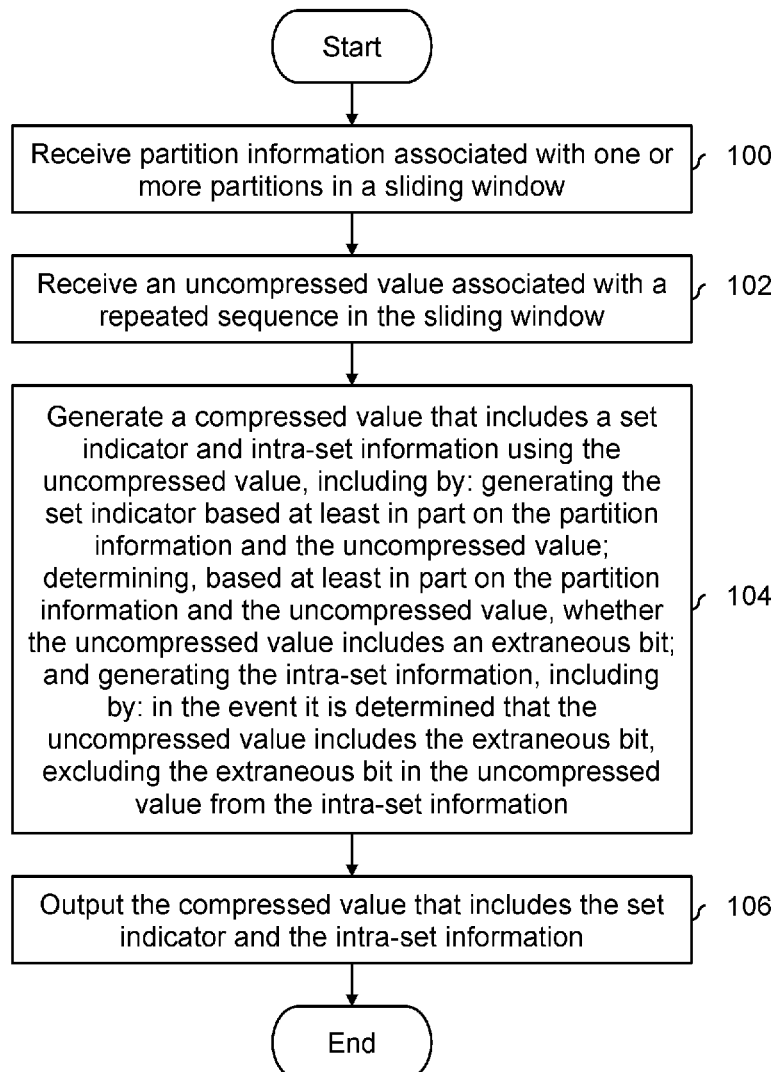 Start
Receive partition information associated with one or
more partitions in a sliding window
100
Receive an uncompressed value associated with a
repeated sequence in the sliding window
102
Generate a compressed value that includes a set
indicator and intra-set information using the
uncompressed value, including by: generating the
set indicator based at least in part on the partition
information and the uncompressed value;
determining, based at least in part on the partition
information and the uncompressed value, whether
the uncompressed value includes an extraneous bit;
and generating the intra-set information, including
by: in the event it is determined that the
uncompressed value includes the extraneous bit,
excluding the extraneous bit in the uncompressed
value from the intra-set information
104
Output the compressed value that includes the set
indicator and the intra-set information
106
End